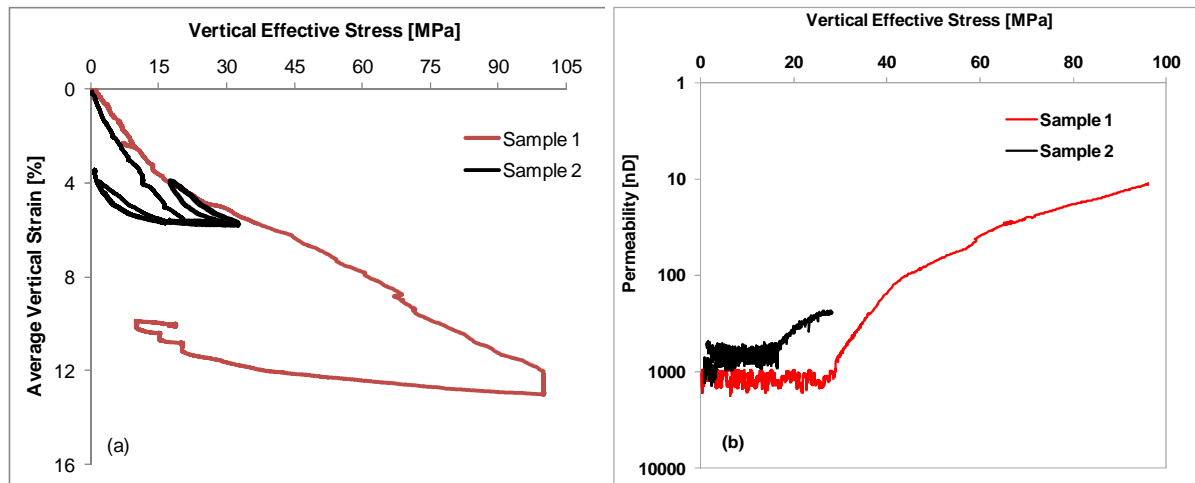 Vertical Effective Stress [MPa]
0 15 30 45 60 75 90 105
0
4
8
12
16
Average Vertical Strain [%]
Sample 1
Sample 2
(a)
Vertical Effective Stress [MPa]
0 20 40 60 80 100
1
10
100
1000
10000
Permeability [nD]
Sample 1
Sample 2
(b)